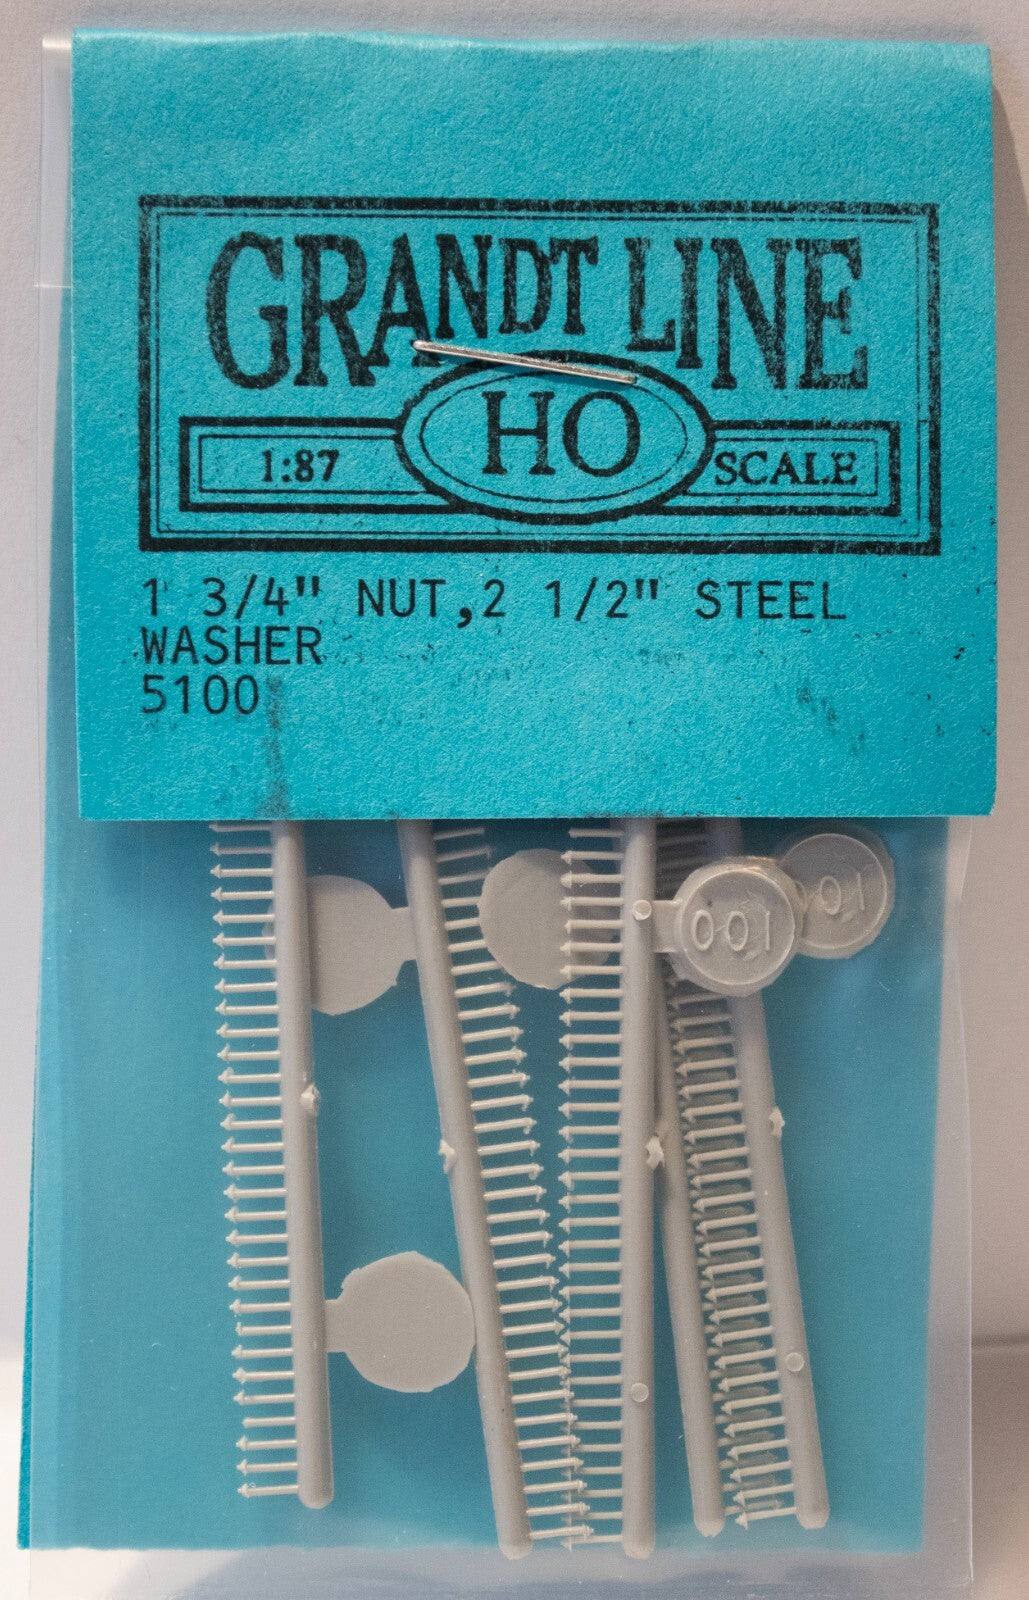 GRANDT LINE
HO
1:87 SCALE
1 3/4" NUT,2 1/2" STEEL
WASHER
5100
100
100